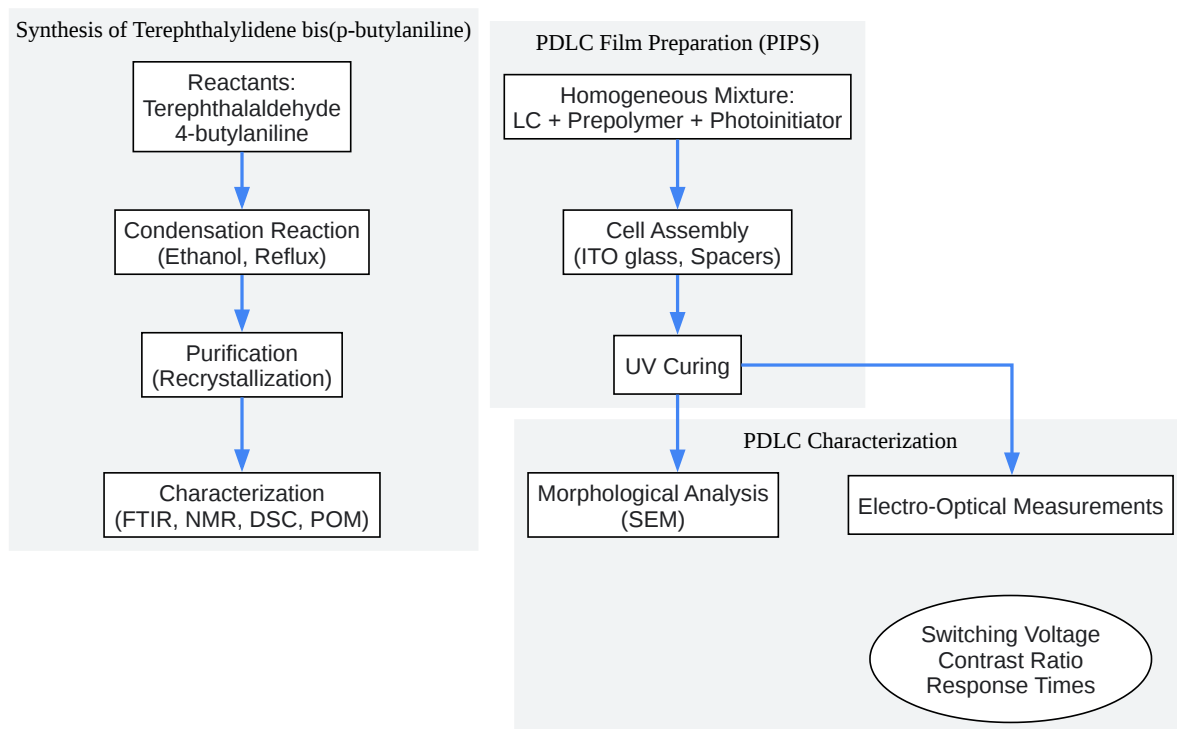 Synthesis of Terephthalylidene bis(p-butylaniline)
Reactants:
Terephthalaldehyde
4-butylaniline
Condensation Reaction
(Ethanol, Reflux)
Purification
(Recrystallization)
Characterization
(FTIR, NMR, DSC, POM)
PDLC Film Preparation (PIPS)
Homogeneous Mixture:
LC + Prepolymer + Photoinitiator
Cell Assembly
(ITO glass, Spacers)
UV Curing
PDLC Characterization
Morphological Analysis
(SEM)
Electro-Optical Measurements
Switching Voltage
Contrast Ratio
Response Times